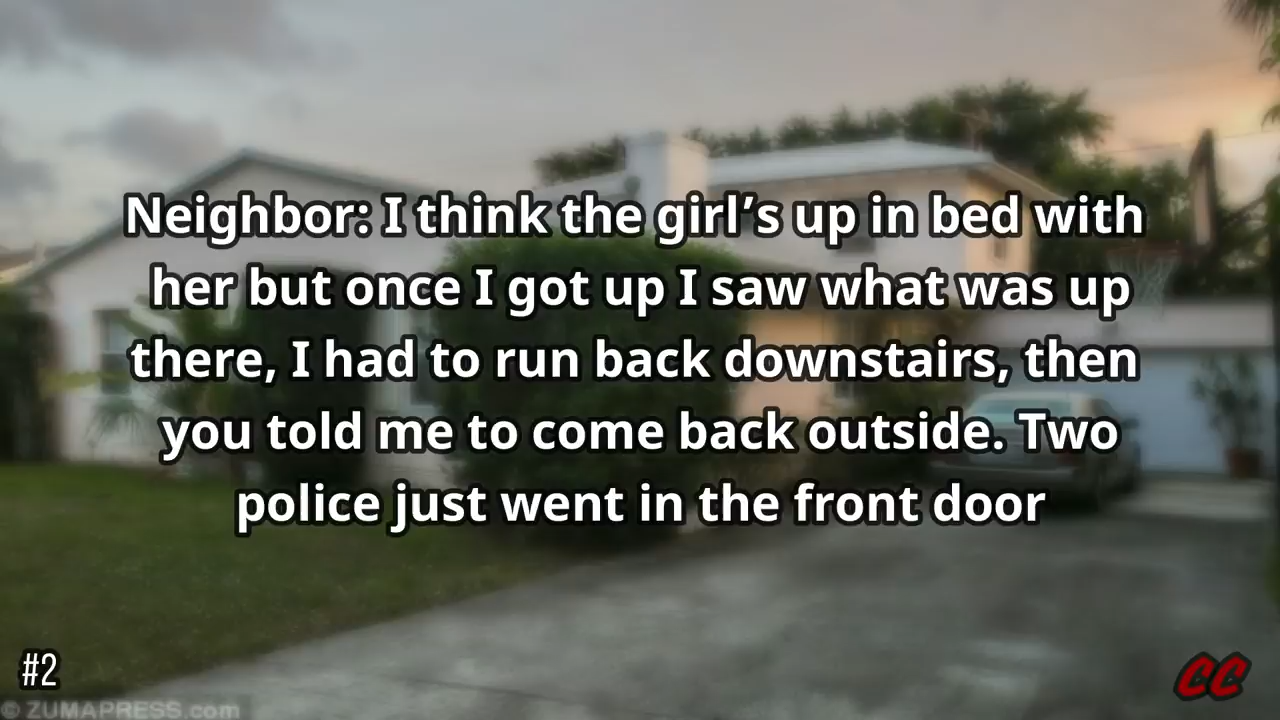 Neighbor: I think the girl’s up in bed with
her but once I got up I saw what was up
there, I had to run back downstairs, then
you told me to come back outside. Two
police just went in the front door
#2
CC
© ZUMAPRESS.com